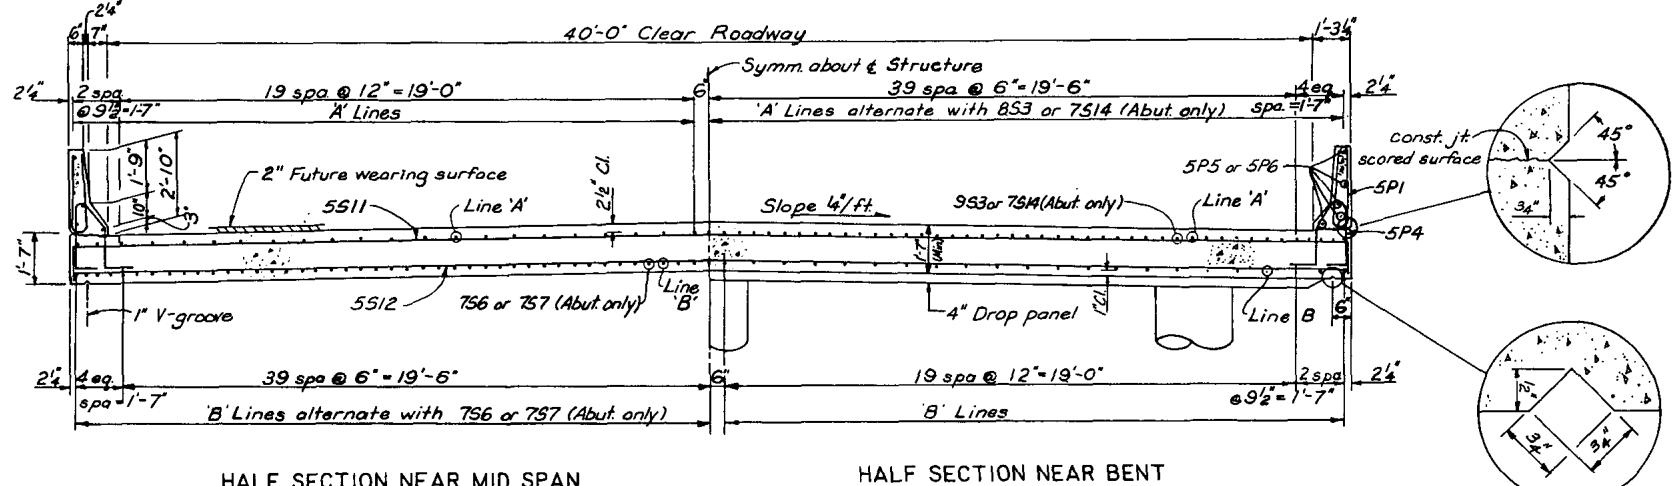 2¼"
6" 7"
40'-0" Clear Roadway
1'-3¼"
Symm. about ℄ Structure
2¼"
2 spa
@ 9½"=1'-7"
19 spa @ 12"=19'-0"
6"
39 spa @ 6"=19'-6"
4 eq.
spa.=1'-7"
2¼"
'A' Lines
'A' Lines alternate with 8S3 or 7S14 (Abut. only)
const. jt.
scored surface
45°
45°
¾"
1'-9"
2'-10"
10"
3"
2" Future wearing surface
2½" Cl.
5P5 or 5P6
5P1
5S11
Line 'A'
Slope ¼"/ft.
9S3 or 7S14 (Abut. only)
Line 'A'
5P4
1'-7"
1'-7"
(Min)
5S12
7S6 or 7S7 (Abut. only)
Line
'B'
1" V-groove
4" Drop panel
1" Cl.
Line B
6"
2¼"
4 eq.
spa=1'-7"
39 spa @ 6"=19'-6"
6"
19 spa @ 12"=19'-0"
2 spa
@ 9½"=1'-7"
2¼"
'B' Lines alternate with 7S6 or 7S7 (Abut. only)
'B' Lines
½"
¾"
¾"
HALF SECTION NEAR MID SPAN
HALF SECTION NEAR BENT